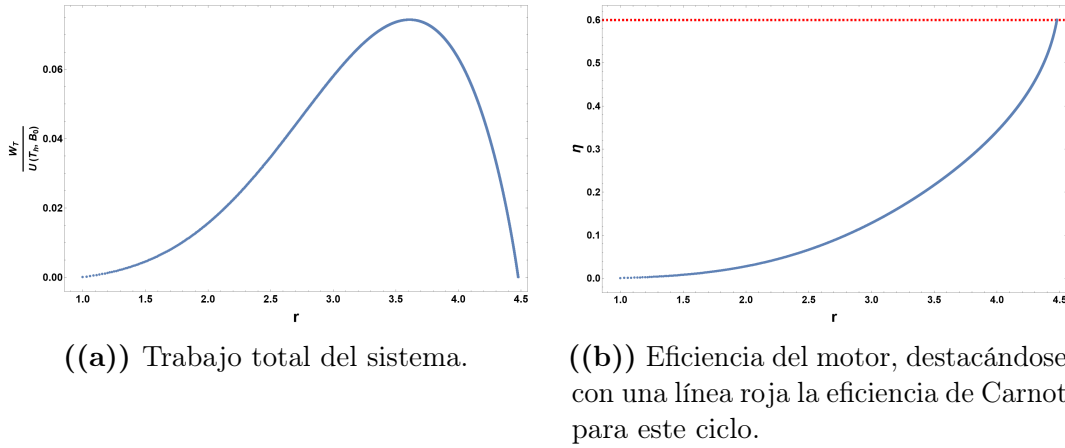 0.06
0.04
0.02
0.00
W_T
U (T_h, B_0)
1.0 1.5 2.0 2.5 3.0 3.5 4.0 4.5
r
((a)) Trabajo total del sistema.
0.6
0.5
0.4
0.3
0.2
0.1
0.0
η
1.0 1.5 2.0 2.5 3.0 3.5 4.0 4.5
r
((b)) Eficiencia del motor, destacándose
con una línea roja la eficiencia de Carnot
para este ciclo.